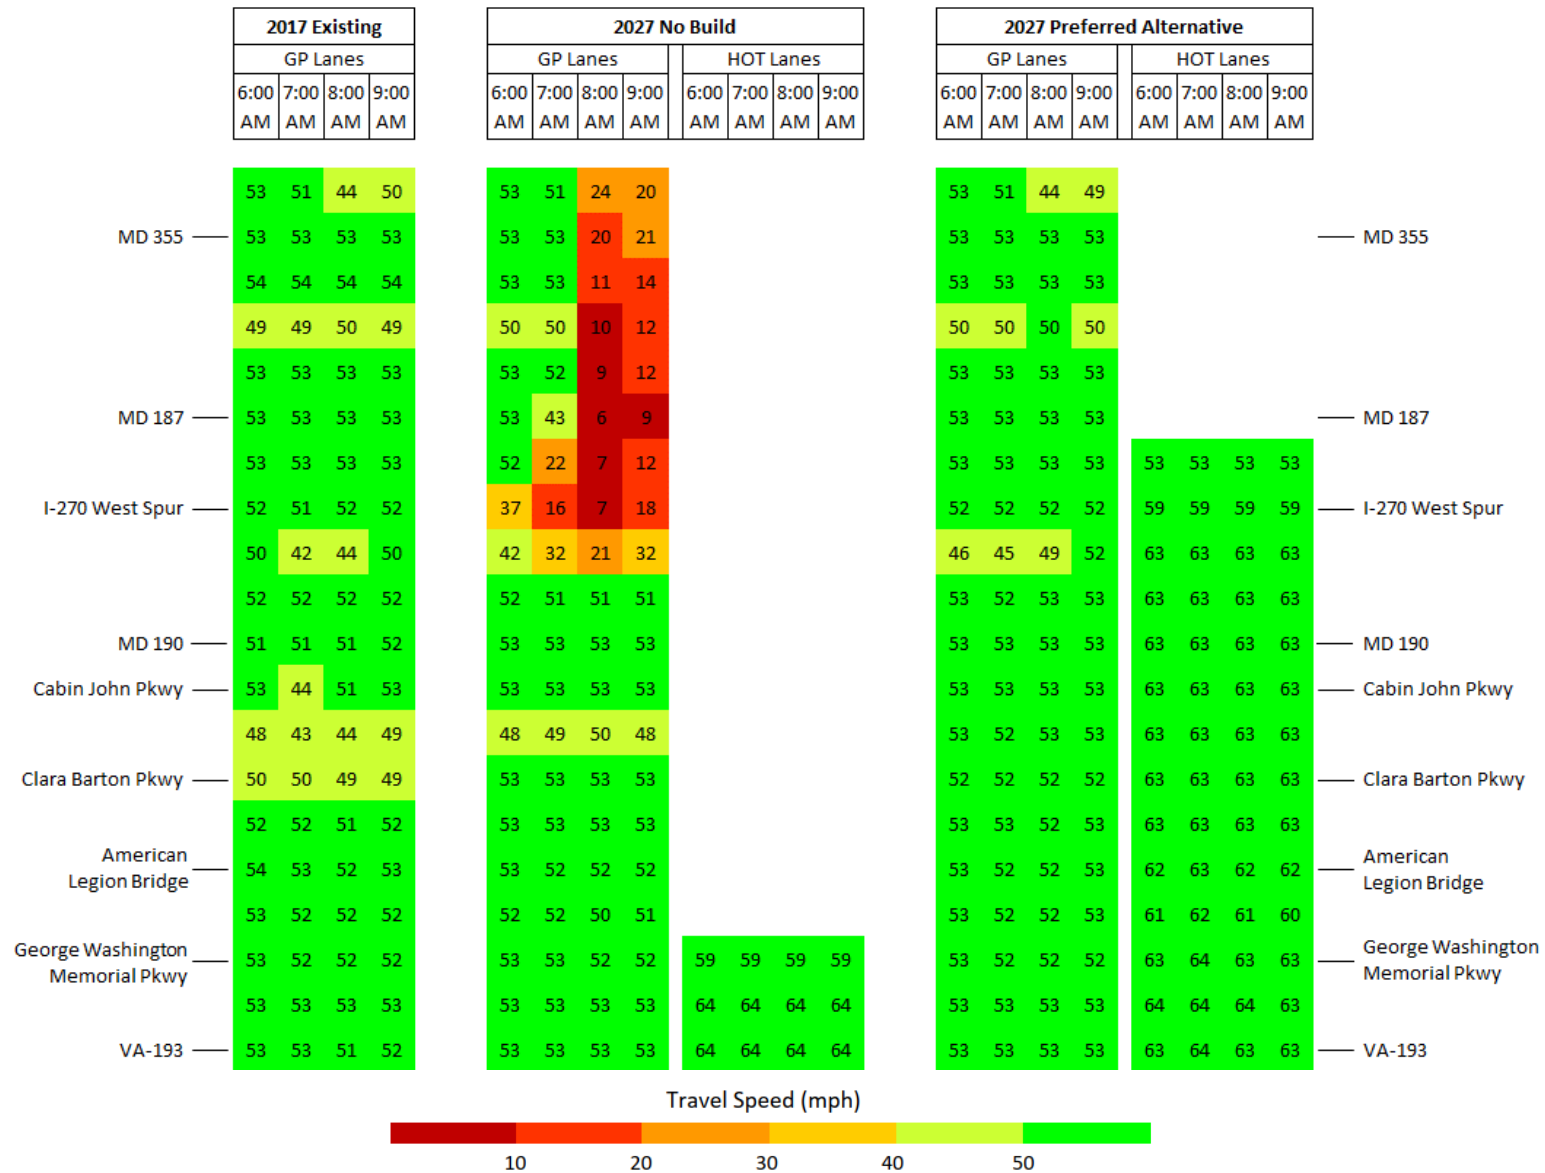 2017 Existing 2027 No Build 2027 Preferred Alternative
GP Lanes GP Lanes HOT Lanes GP Lanes HOT Lanes
6:00 7:00 8:00 9:00 6:00 7:00 8:00 9:00 6:00 7:00 8:00 9:00 6:00 7:00 8:00 9:00 6:00 7:00 8:00 9:00
AM AM AM AM AM AM AM AM AM AM AM AM AM AM AM AM AM AM AM AM
53 51 44 50 53 51 24 20 53 51 44 49
MD 355 53 53 53 53 53 53 20 21 53 53 53 53 MD 355
54 54 54 54 53 53 11 14 53 53 53 53
49 49 50 49 50 50 10 12 50 50 50 50
53 53 53 53 53 52 9 12 53 53 53 53
MD 187 53 53 53 53 53 43 6 9 53 53 53 53 MD 187
53 53 53 53 52 22 7 12 53 53 53 53 53 53 53 53
I-270 West Spur 52 51 52 52 37 16 7 18 52 52 52 52 59 59 59 59 I-270 West Spur
50 42 44 50 42 32 21 32 46 45 49 52 63 63 63 63
52 52 52 52 52 51 51 51 53 52 53 53 63 63 63 63
MD 190 51 51 51 52 53 53 53 53 53 53 53 53 63 63 63 63 MD 190
Cabin John Pkwy 53 44 51 53 53 53 53 53 53 53 53 53 63 63 63 63 Cabin John Pkwy
48 43 44 49 48 49 50 48 53 52 53 53 63 63 63 63
Clara Barton Pkwy 50 50 49 49 53 53 53 53 52 52 52 52 63 63 63 63 Clara Barton Pkwy
52 52 51 52 53 53 53 53 53 53 52 53 63 63 63 63
American
Legion Bridge 54 53 52 53 53 52 52 52 53 52 52 53 62 63 62 62 American
Legion Bridge
53 52 52 52 52 52 50 51 53 52 52 53 61 62 61 60
George Washington
Memorial Pkwy 53 52 52 52 53 53 52 52 59 59 59 59 53 52 52 52 63 64 63 63 George Washington
Memorial Pkwy
53 53 53 53 53 53 53 53 64 64 64 64 53 53 53 53 64 64 64 63
VA-193 53 53 51 52 53 53 53 53 64 64 64 64 53 53 53 53 63 64 63 63 VA-193
Travel Speed (mph)
10 20 30 40 50